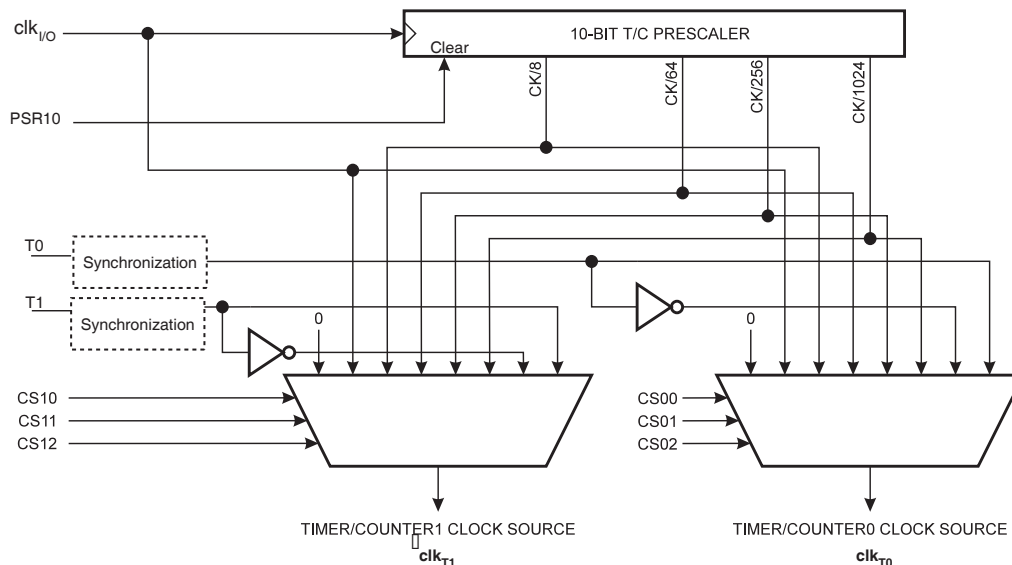 clkI/O
10-BIT T/C PRESCALER
Clear
CK/8
CK/64
CK/256
CK/1024
PSR10
T0
Synchronization
T1
Synchronization
0
0
CS10
CS11
CS12
CS00
CS01
CS02
TIMER/COUNTER1 CLOCK SOURCE
clkT1
TIMER/COUNTER0 CLOCK SOURCE
clkT0